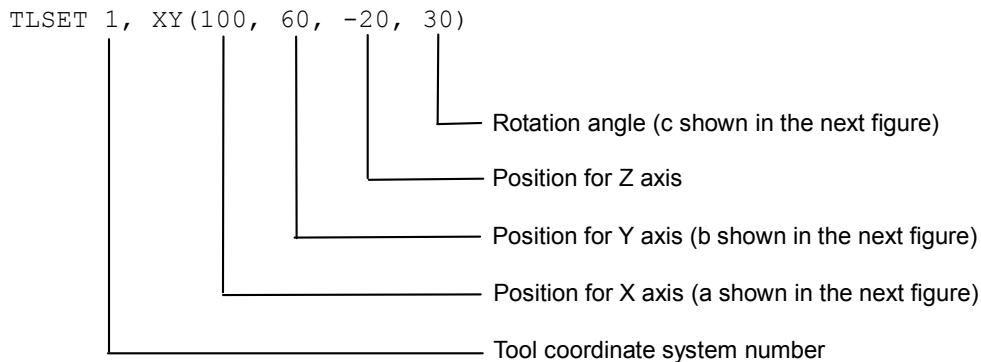 TLSET 1, XY(100, 60, -20, 30)
Rotation angle (c shown in the next figure)
Position for Z axis
Position for Y axis (b shown in the next figure)
Position for X axis (a shown in the next figure)
Tool coordinate system number